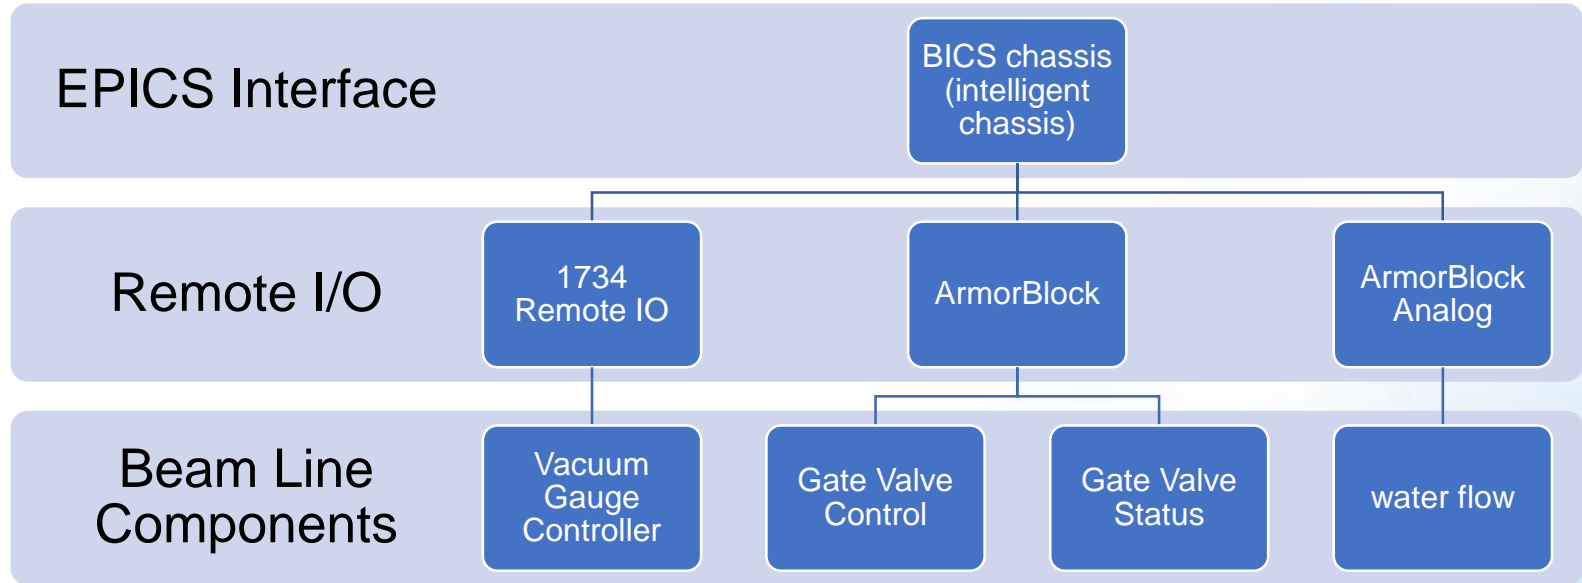 EPICS Interface
BICS chassis
(intelligent
chassis)
Remote I/O
1734
Remote IO
ArmorBlock
ArmorBlock
Analog
Beam Line
Components
Vacuum
Gauge
Controller
Gate Valve
Control
Gate Valve
Status
water flow